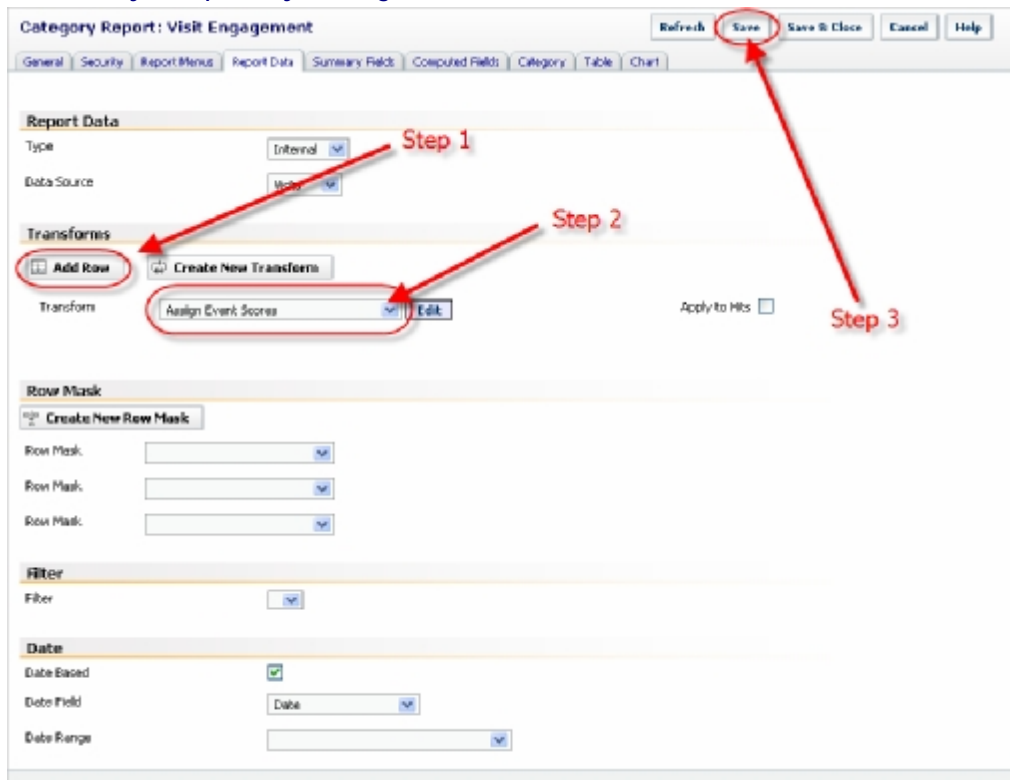 Category Report: Visit Engagement
Refresh Save Save & Close Cancel Help
General Security Report Menus Report Data Summary Fields Computed Fields Category Table Chart
Report Data
Type Internal
Step 1
Data Source Visits
Step 2
Transforms
Add Row Create New Transform
Transform Assign Event Scores Edit Apply to Hits
Step 3
Row Mask
Create New Row Mask
Row Mask
Row Mask
Row Mask
Filter
Filter
Date
Date Based
Date Field Date
Date Range